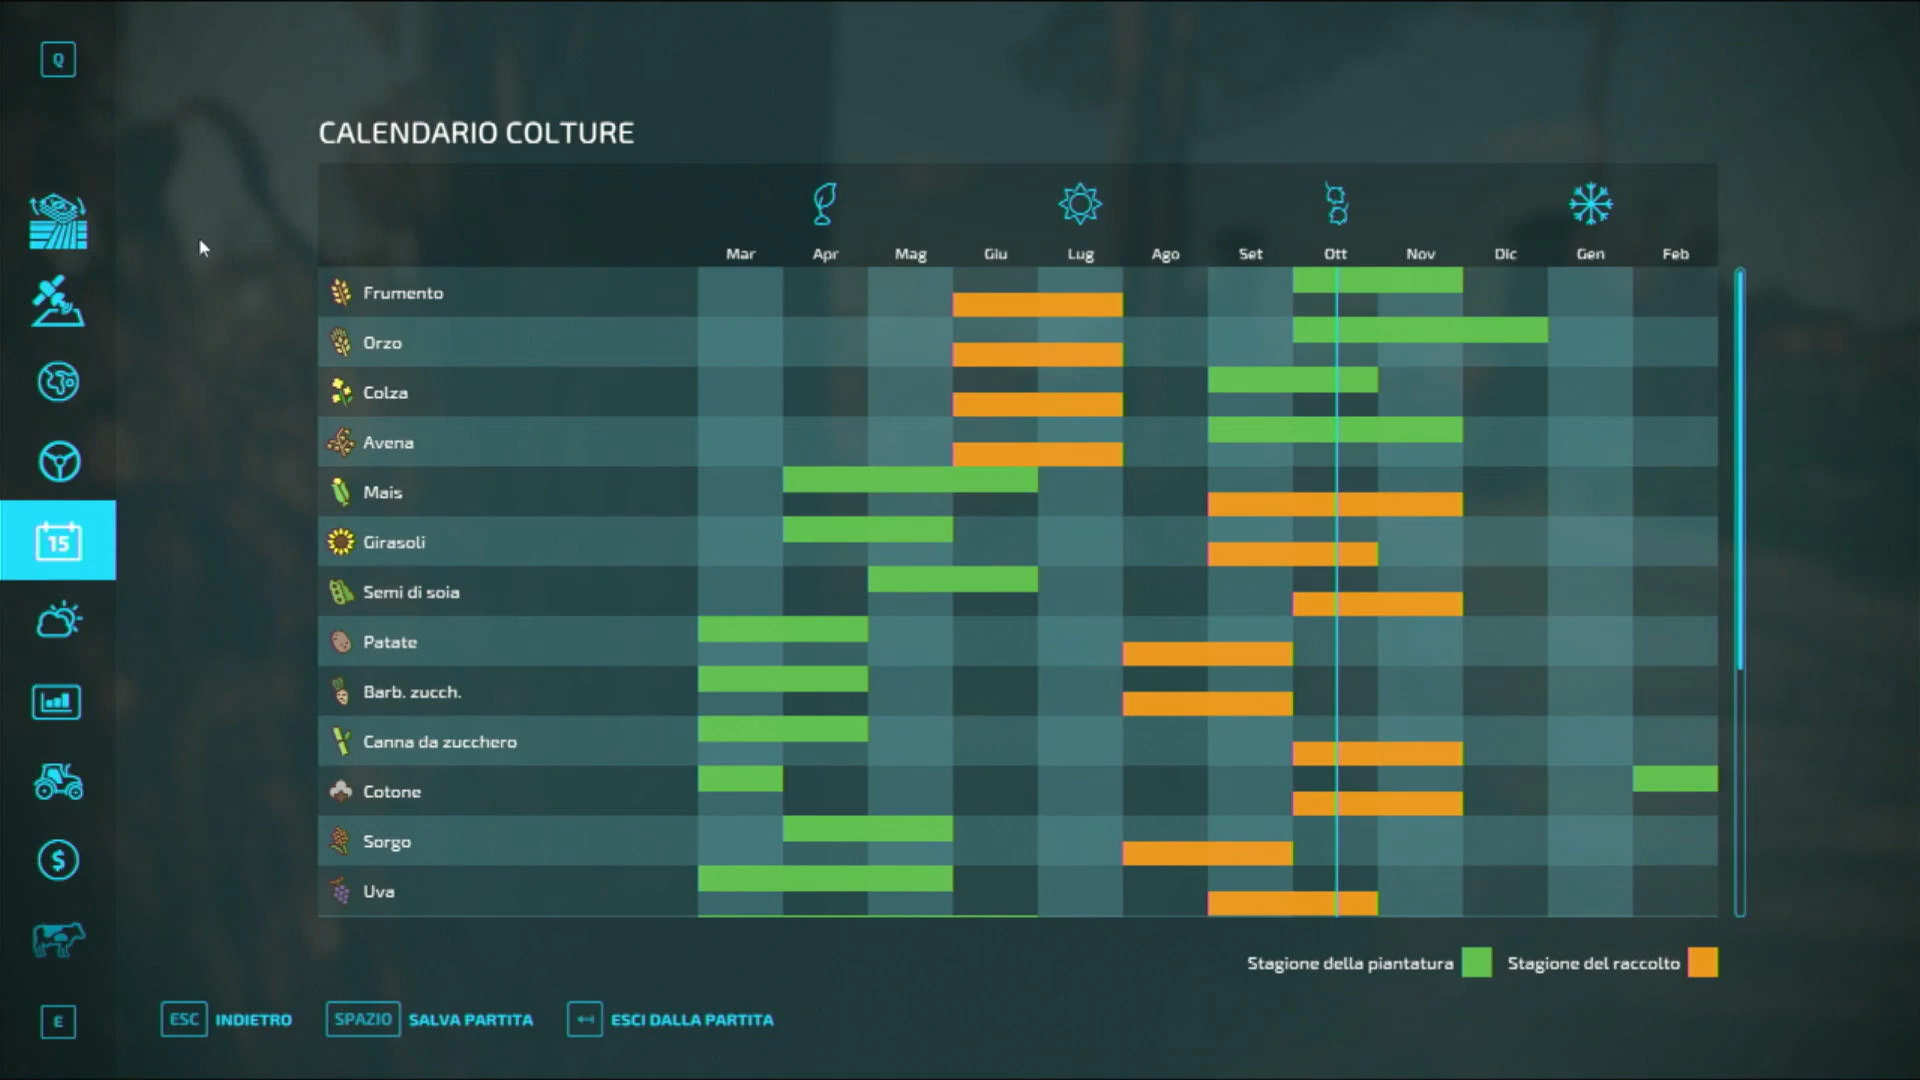 Q
CALENDARIO COLTURE
Mar Apr Mag Giu Lug Ago Set Ott Nov Dic Gen Feb
Frumento
Orzo
Colza
Avena
Mais
15
Girasoli
Semi di soia
Patate
Barb. zucch.
Canna da zucchero
Cotone
Sorgo
$
Uva
Stagione della piantatura Stagione del raccolto
E
ESC INDIETRO SPAZIO SALVA PARTITA ESCI DALLA PARTITA